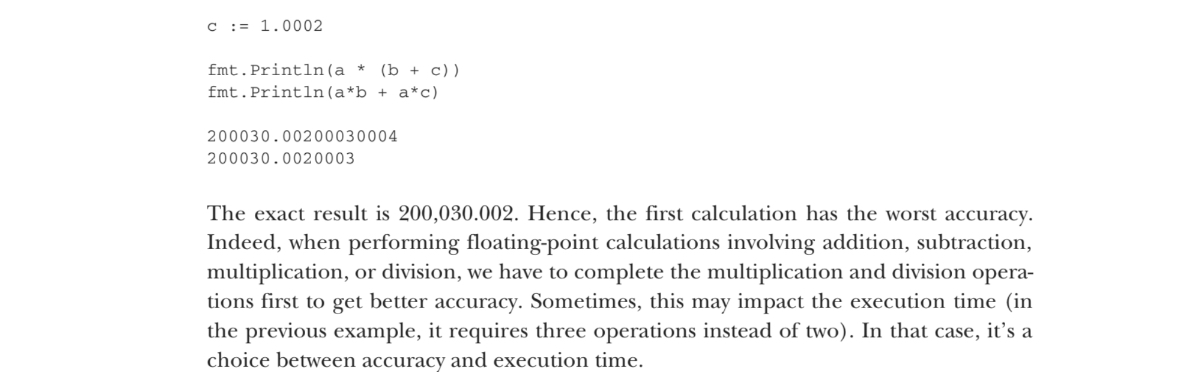 c := 1.0002
fmt.Println(a * (b + c))
fmt.Println(a*b + a*c)
200030.00200030004
200030.0020003
The exact result is 200,030.002. Hence, the first calculation has the worst accuracy.
Indeed, when performing floating-point calculations involving addition, subtraction,
multiplication, or division, we have to complete the multiplication and division opera-
tions first to get better accuracy. Sometimes, this may impact the execution time (in
the previous example, it requires three operations instead of two). In that case, it's a
choice between accuracy and execution time.